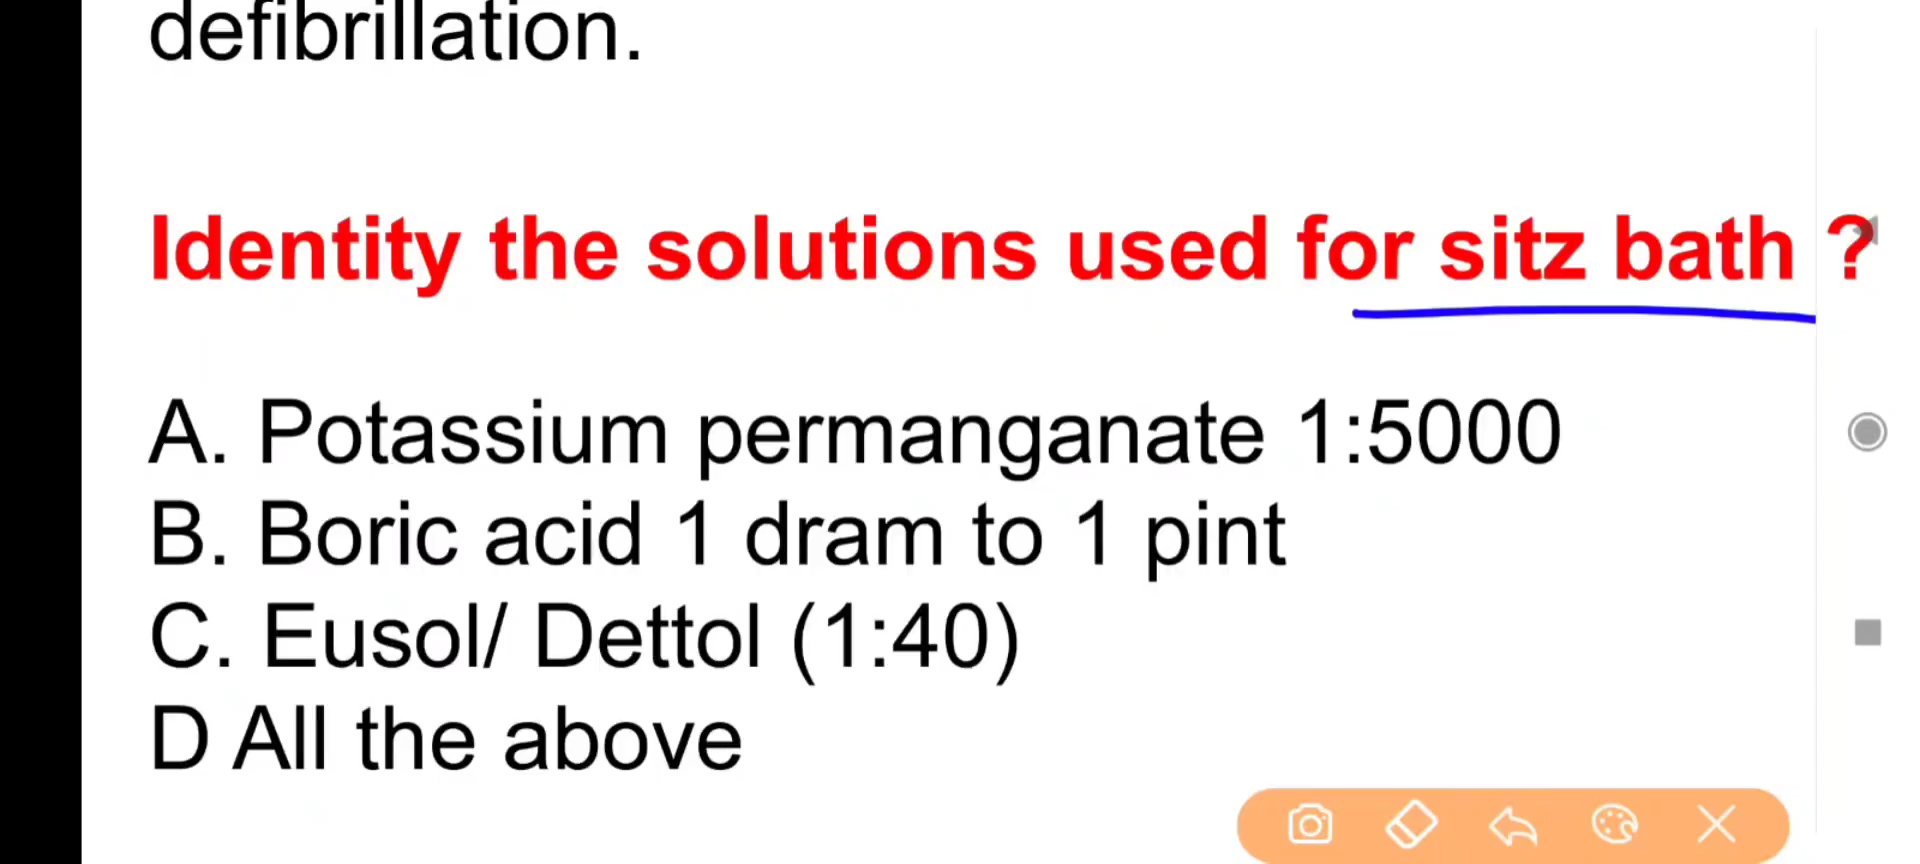 defibrillation.
Identity the solutions used for sitz bath ?
A. Potassium permanganate 1:5000
B. Boric acid 1 dram to 1 pint
C. Eusol/ Dettol (1:40)
D All the above